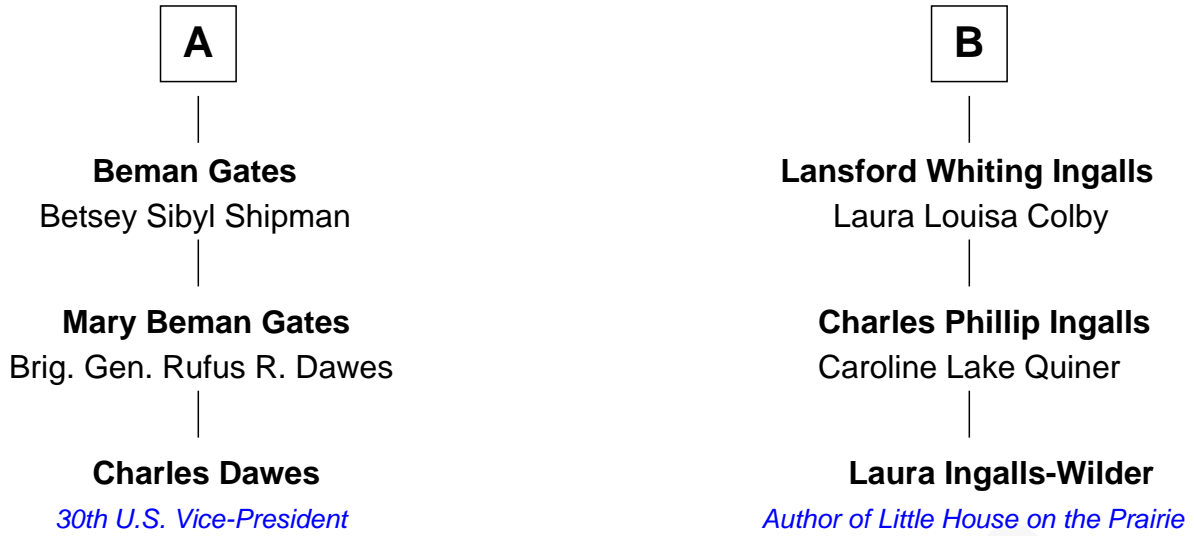 A
Beman Gates
Betsey Sibyl Shipman
Mary Beman Gates
Brig. Gen. Rufus R. Dawes
Charles Dawes
30th U.S. Vice-President
B
Lansford Whiting Ingalls
Laura Louisa Colby
Charles Phillip Ingalls
Caroline Lake Quiner
Laura Ingalls-Wilder
Author of Little House on the Prairie